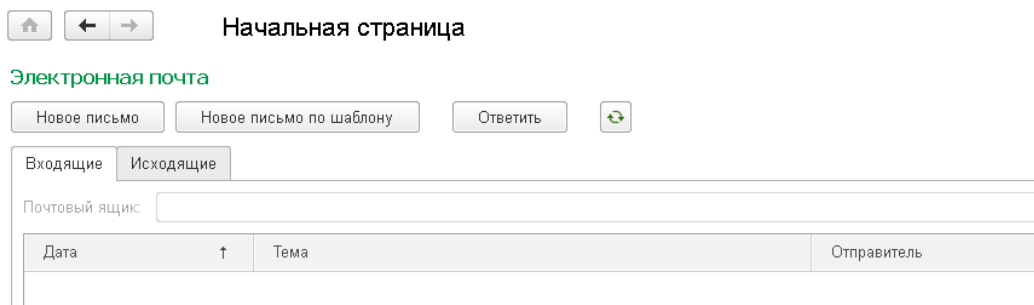 Начальная страница
Электронная почта
Новое письмо Новое письмо по шаблону Ответить
Входящие Исходящие
Почтовый ящик:
Дата ↑ Тема Отправитель